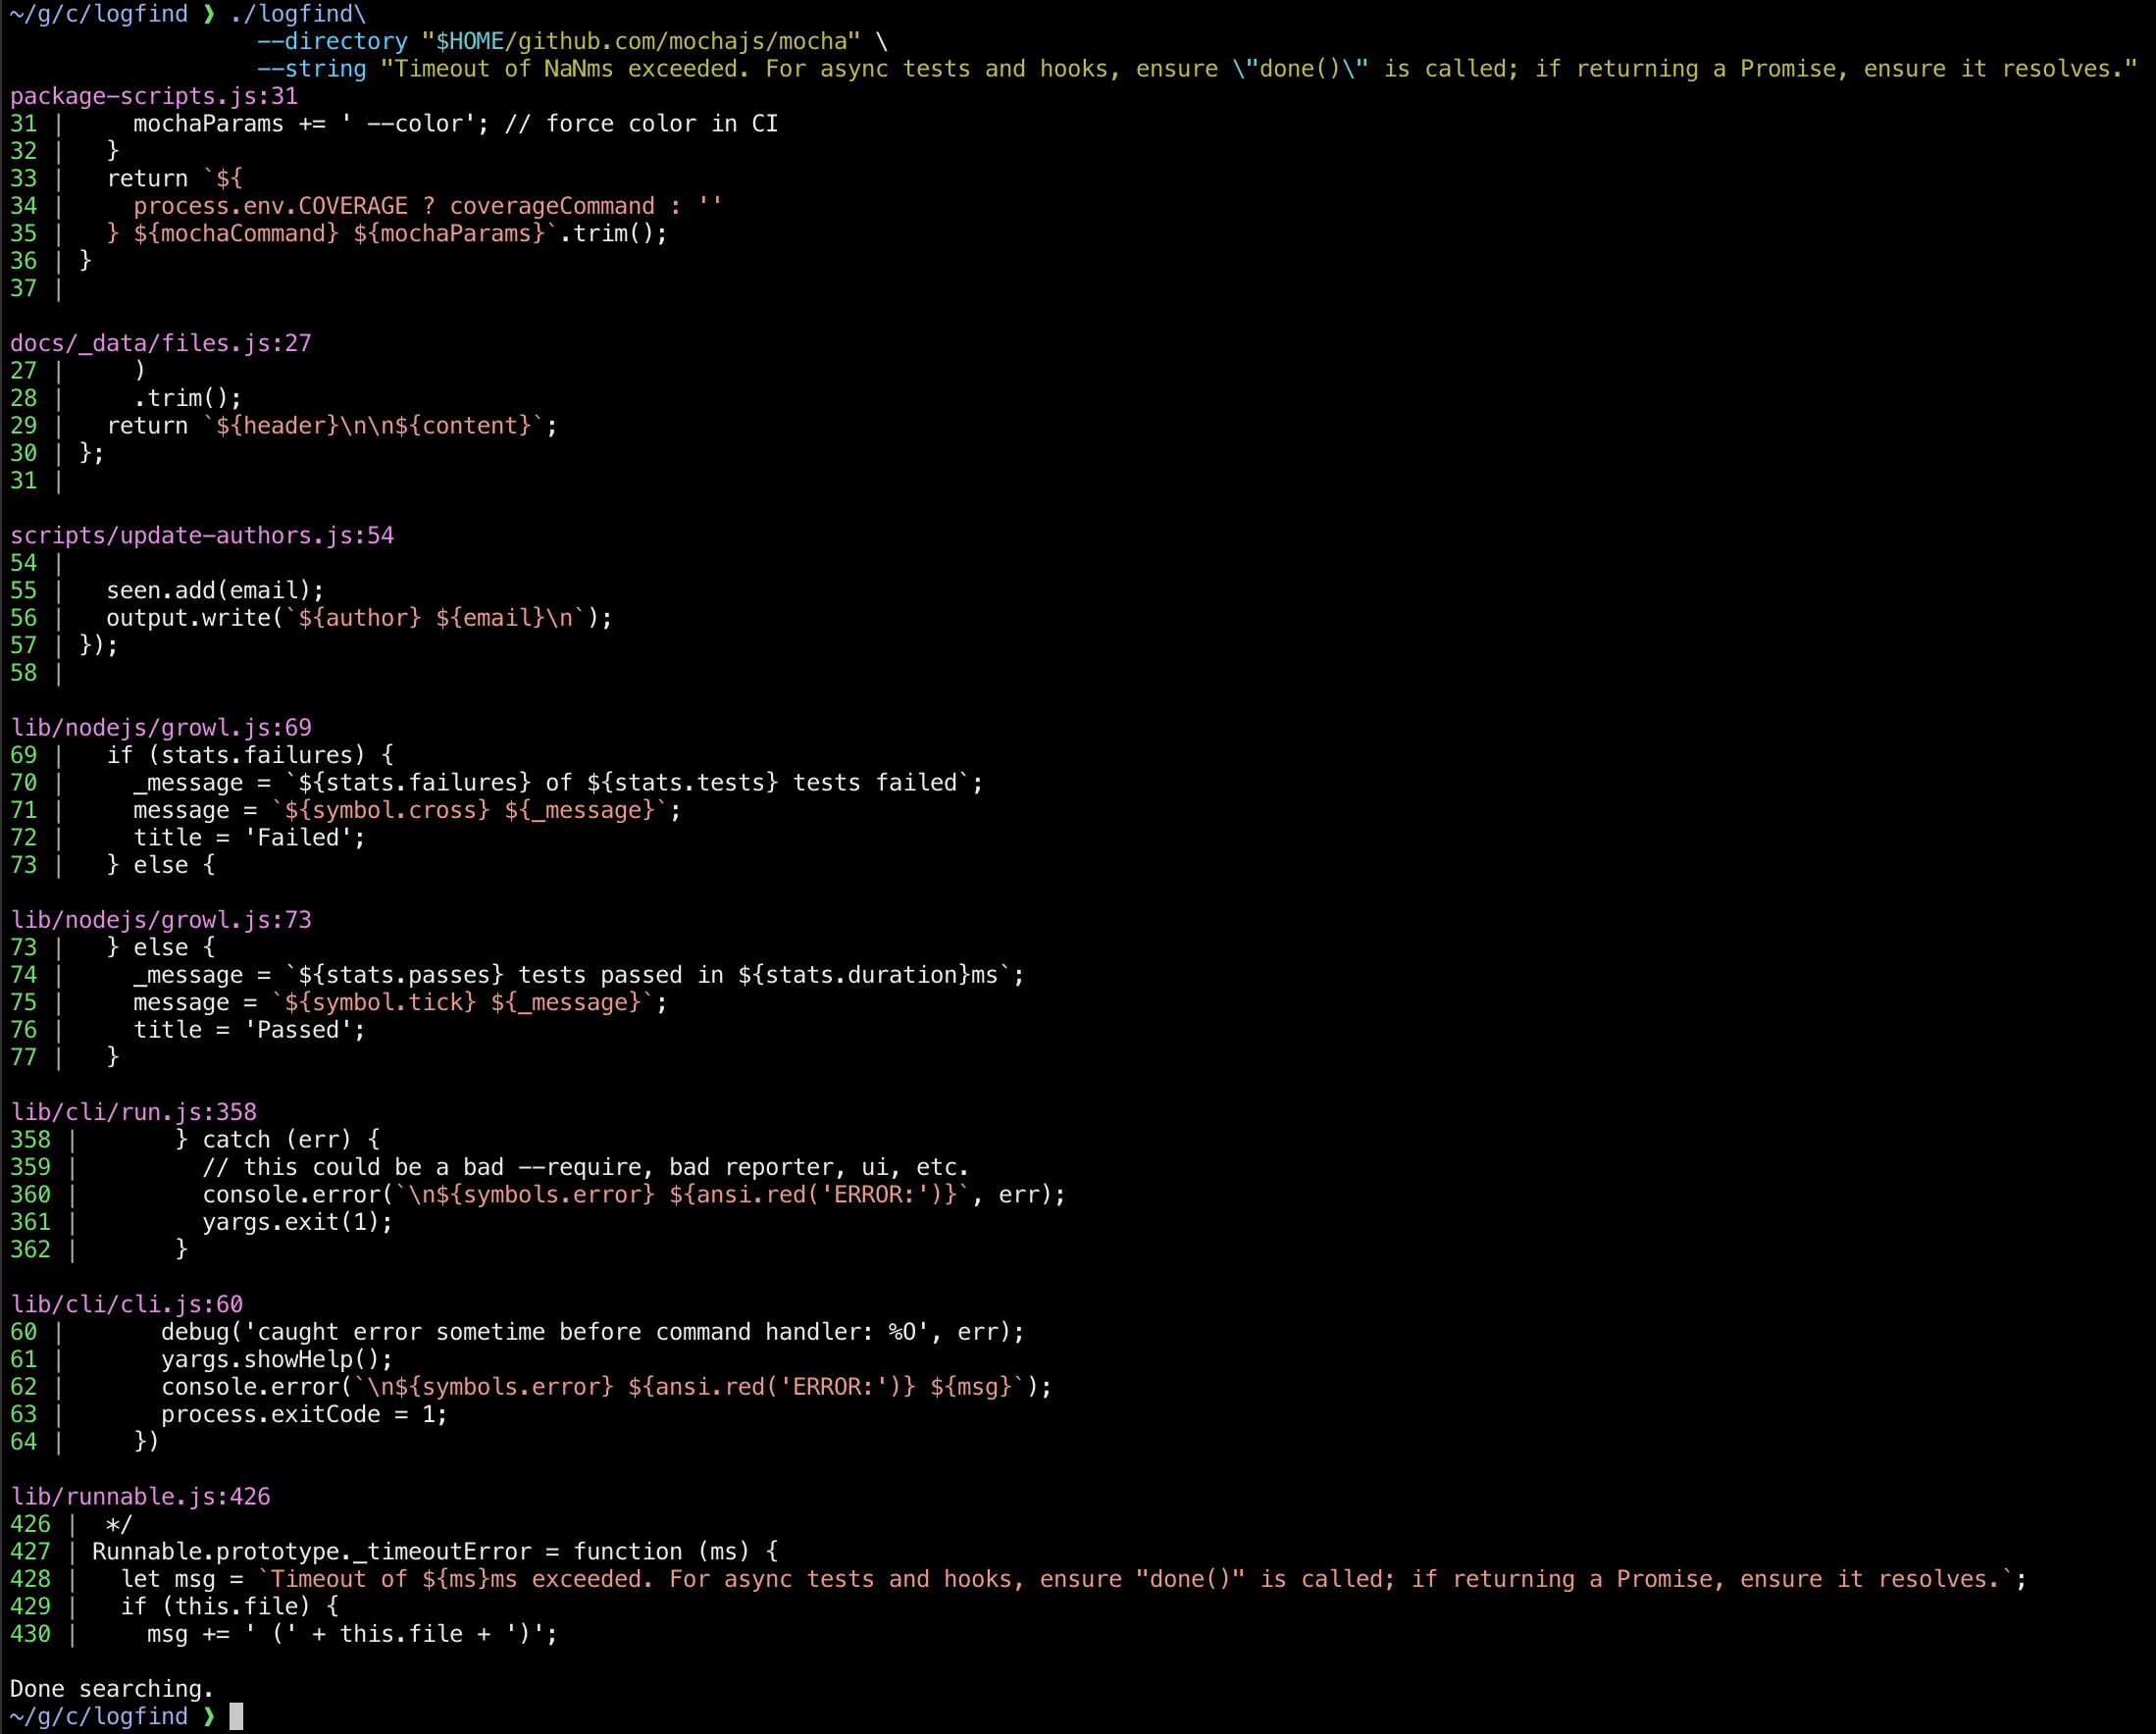 ~/g/c/logfind ❯ ./logfind\
                  --directory "$HOME/github.com/mochajs/mocha" \
                  --string "Timeout of NaNms exceeded. For async tests and hooks, ensure \"done()\" is called; if returning a Promise, ensure it resolves."
package-scripts.js:31
31 |     mochaParams += ' --color'; // force color in CI
32 |   }
33 |   return `${
34 |     process.env.COVERAGE ? coverageCommand : ''
35 |   } ${mochaCommand} ${mochaParams}`.trim();
36 | }
37 |

docs/_data/files.js:27
27 |     )
28 |     .trim();
29 |   return `${header}\n\n${content}`;
30 | };
31 |

scripts/update-authors.js:54
54 |
55 |   seen.add(email);
56 |   output.write(`${author} ${email}\n`);
57 | });
58 |

lib/nodejs/growl.js:69
69 |   if (stats.failures) {
70 |     _message = `${stats.failures} of ${stats.tests} tests failed`;
71 |     message = `${symbol.cross} ${_message}`;
72 |     title = 'Failed';
73 |   } else {

lib/nodejs/growl.js:73
73 |   } else {
74 |     _message = `${stats.passes} tests passed in ${stats.duration}ms`;
75 |     message = `${symbol.tick} ${_message}`;
76 |     title = 'Passed';
77 |   }

lib/cli/run.js:358
358 |       } catch (err) {
359 |         // this could be a bad --require, bad reporter, ui, etc.
360 |         console.error(`\n${symbols.error} ${ansi.red('ERROR:')}`, err);
361 |         yargs.exit(1);
362 |       }

lib/cli/cli.js:60
60 |       debug('caught error sometime before command handler: %O', err);
61 |       yargs.showHelp();
62 |       console.error(`\n${symbols.error} ${ansi.red('ERROR:')} ${msg}`);
63 |       process.exitCode = 1;
64 |     })

lib/runnable.js:426
426 |  */
427 | Runnable.prototype._timeoutError = function (ms) {
428 |   let msg = `Timeout of ${ms}ms exceeded. For async tests and hooks, ensure "done()" is called; if returning a Promise, ensure it resolves.`;
429 |   if (this.file) {
430 |     msg += ' (' + this.file + ')';

Done searching.
~/g/c/logfind ❯